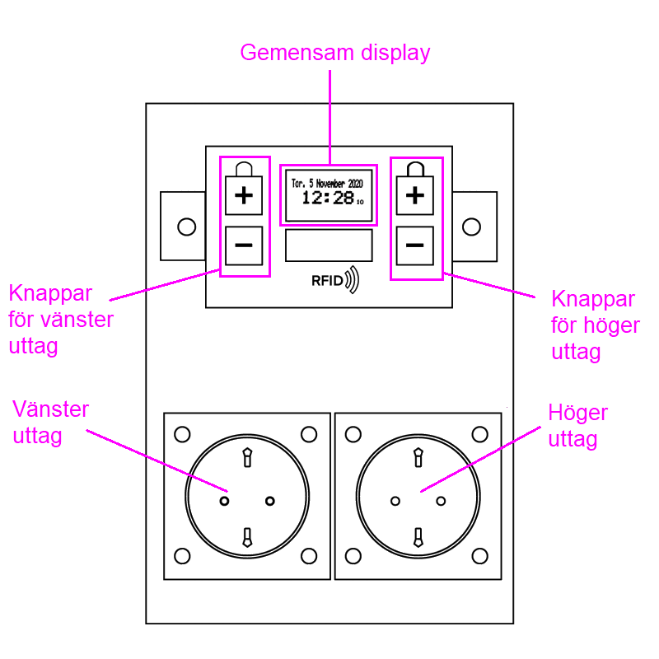 Gemensam display
Tor. 5 November 2020
12:28 10
+
+
−
−
RFID
Knappar
för vänster
uttag
Knappar
för höger
uttag
Vänster
uttag
Höger
uttag